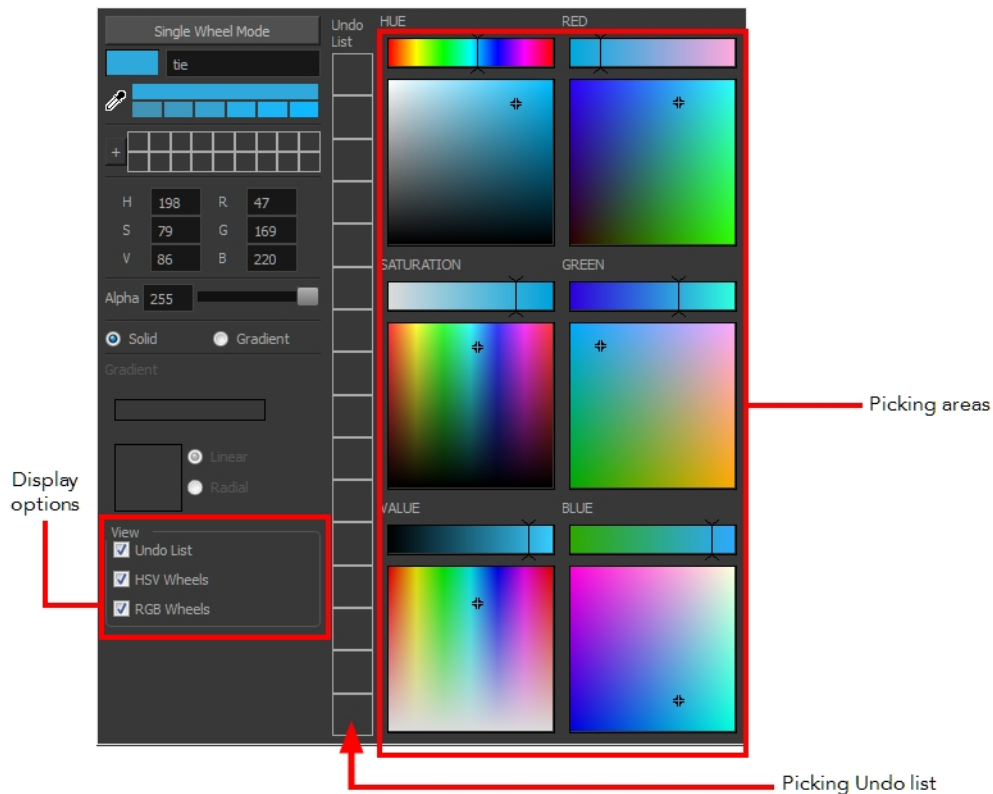 Single Wheel Mode
tie
+
H 198 R 47
S 79 G 169
V 86 B 220
Alpha 255
Solid Gradient
Gradient
Linear
Radial
View
Undo List
HSV Wheels
RGB Wheels
Display
options
Undo
List
HUE RED
SATURATION GREEN
VALUE BLUE
Picking areas
Picking Undo list